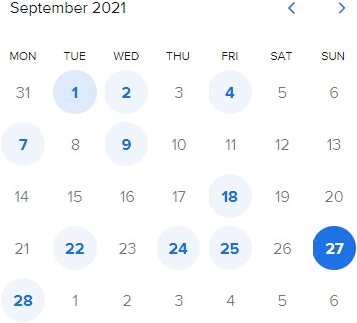 September 2021
MON TUE WED THU FRI SAT SUN
31 1 2 3 4 5 6
7 8 9 10 11 12 13
14 15 16 17 18 19 20
21 22 23 24 25 26 27
28 1 2 3 4 5 6